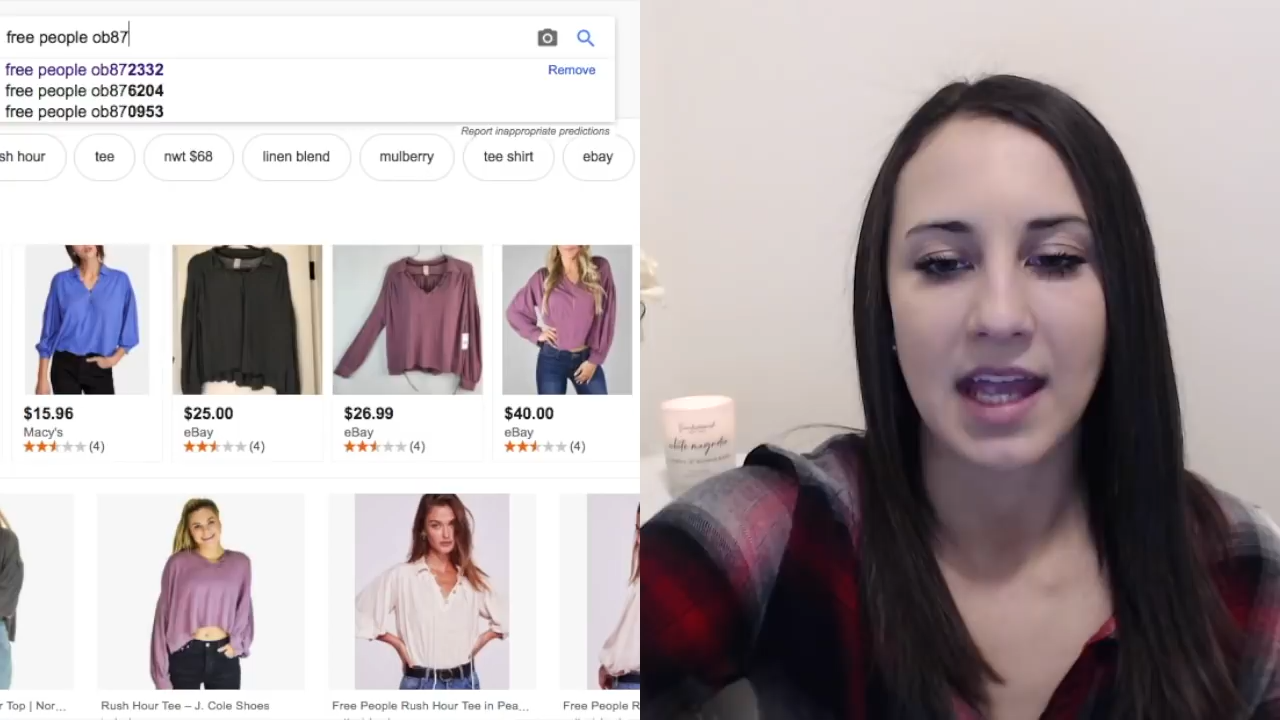 free people ob87
free people ob872332
Remove
free people ob876204
free people ob870953
Report inappropriate predictions
sh hour
tee
nwt $68
linen blend
mulberry
tee shirt
ebay
$15.96
$25.00
$26.99
$40.00
Macy's
eBay
eBay
eBay
(4)
(4)
(4)
(4)
white magnolia
r Top | Nor...
Rush Hour Tee – J. Cole Shoes
Free People Rush Hour Tee in Pea...
Free People R